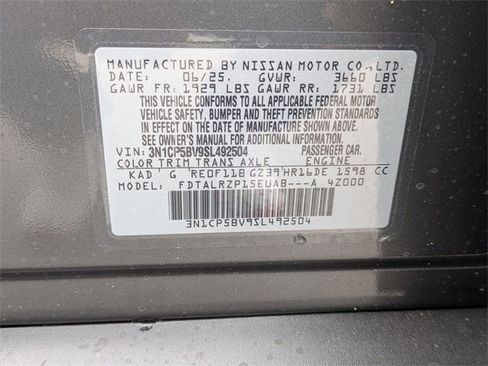 MANUFACTURED BY NISSAN MOTOR CO.,LTD.
DATE: 06/25. GVWR: 3660 LBS
GAWR FR: 1929 LBS GAWR RR: 1731 LBS
THIS VEHICLE CONFORMS TO ALL APPLICABLE FEDERAL MOTOR
VEHICLE SAFETY, BUMPER AND THEFT PREVENTION STANDARDS
IN EFFECT ON THE DATE OF MANUFACTURE SHOWN ABOVE.
SEE OWNER'S MANUAL FOR ADDITIONAL INFORMATION.
VIN: 3N1CP5BV9SL492504 PASSENGER CAR
COLOR TRIM TRANS AXLE ENGINE
KAD G RE0F11B GZ39 HR16DE 1598 CC
MODEL: FDTALRZP15EUAB---A 4Z000
3N1CP5BV9SL492504